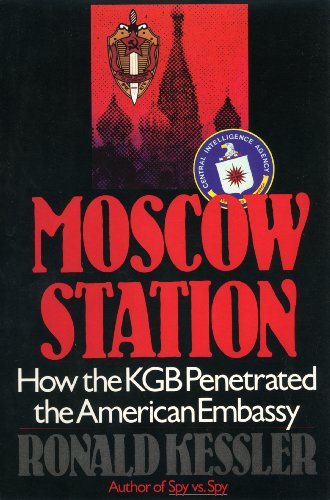 CENTRAL INTELLIGENCE AGENCY
MOSCOW
STATION
How the KGB Penetrated
the American Embassy
RONALD KESSLER
Author of Spy vs. Spy